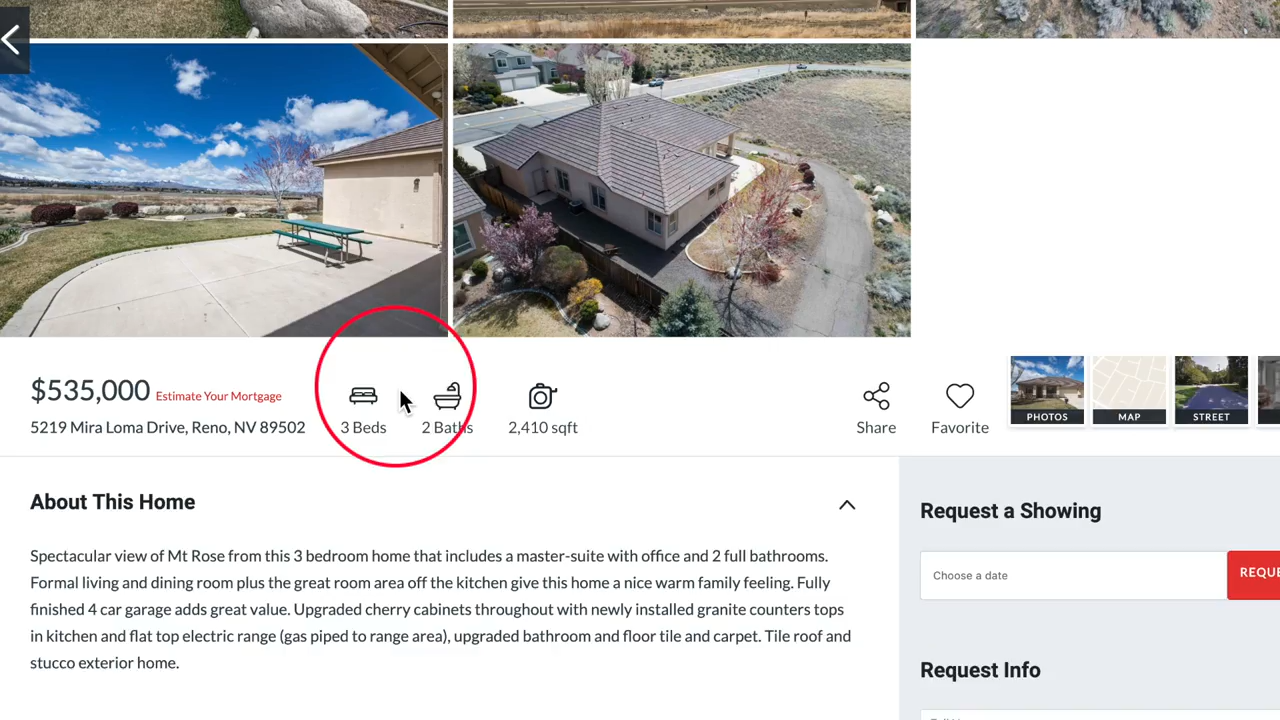 $535,000 Estimate Your Mortgage
5219 Mira Loma Drive, Reno, NV 89502
3 Beds
2 Baths
2,410 sqft
Share
Favorite
PHOTOS
MAP
STREET
About This Home
Spectacular view of Mt Rose from this 3 bedroom home that includes a master-suite with office and 2 full bathrooms.
Formal living and dining room plus the great room area off the kitchen give this home a nice warm family feeling. Fully
finished 4 car garage adds great value. Upgraded cherry cabinets throughout with newly installed granite counters tops
in kitchen and flat top electric range (gas piped to range area), upgraded bathroom and floor tile and carpet. Tile roof and
stucco exterior home.
Request a Showing
Choose a date
REQUE
Request Info